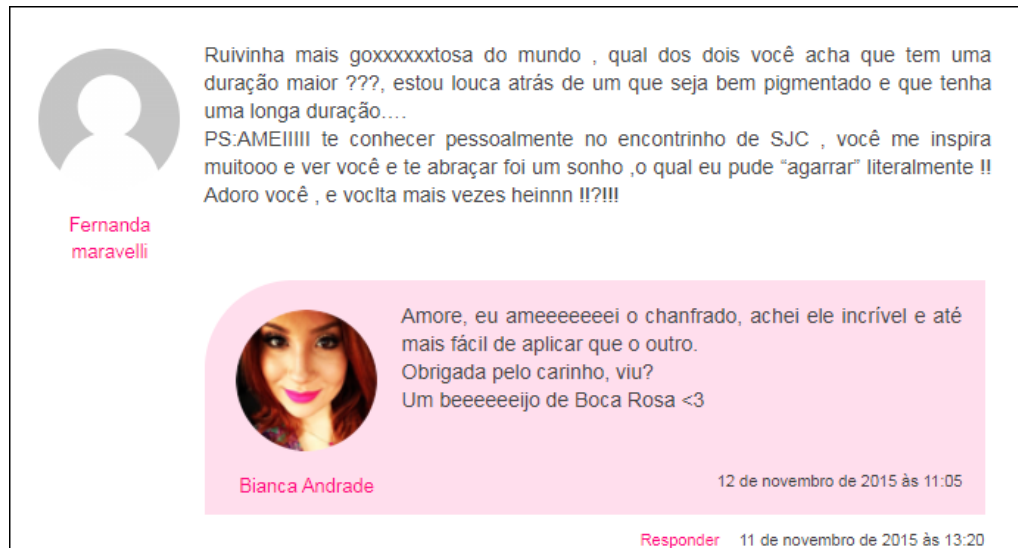 Ruivinha mais goxxxxxxtosa do mundo , qual dos dois você acha que tem uma
duração maior ???, estou louca atrás de um que seja bem pigmentado e que tenha
uma longa duração….
PS:AMEIIIII te conhecer pessoalmente no encontrinho de SJC , você me inspira
muitooo e ver você e te abraçar foi um sonho ,o qual eu pude “agarrar” literalmente !!
Adoro você , e voclta mais vezes heinnn !!?!!!
Fernanda
maravelli
Amore, eu ameeeeeeei o chanfrado, achei ele incrível e até
mais fácil de aplicar que o outro.
Obrigada pelo carinho, viu?
Um beeeeeeijo de Boca Rosa <3
Bianca Andrade
12 de novembro de 2015 às 11:05
Responder 11 de novembro de 2015 às 13:20